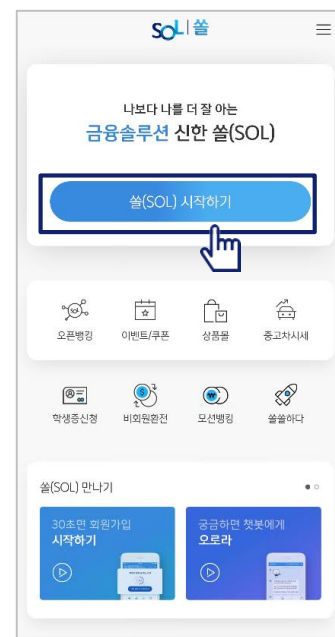 SOL 쏠
나보다 나를 더 잘 아는
금융솔루션 신한 쏠(SOL)
쏠(SOL) 시작하기
오픈뱅킹 이벤트/쿠폰 상품몰 중고차시세
학생증신청 비회원환전 모션뱅킹 쏠쏠하다
쏠(SOL) 만나기
30초면 회원가입
시작하기
궁금하면 챗봇에게
오로라